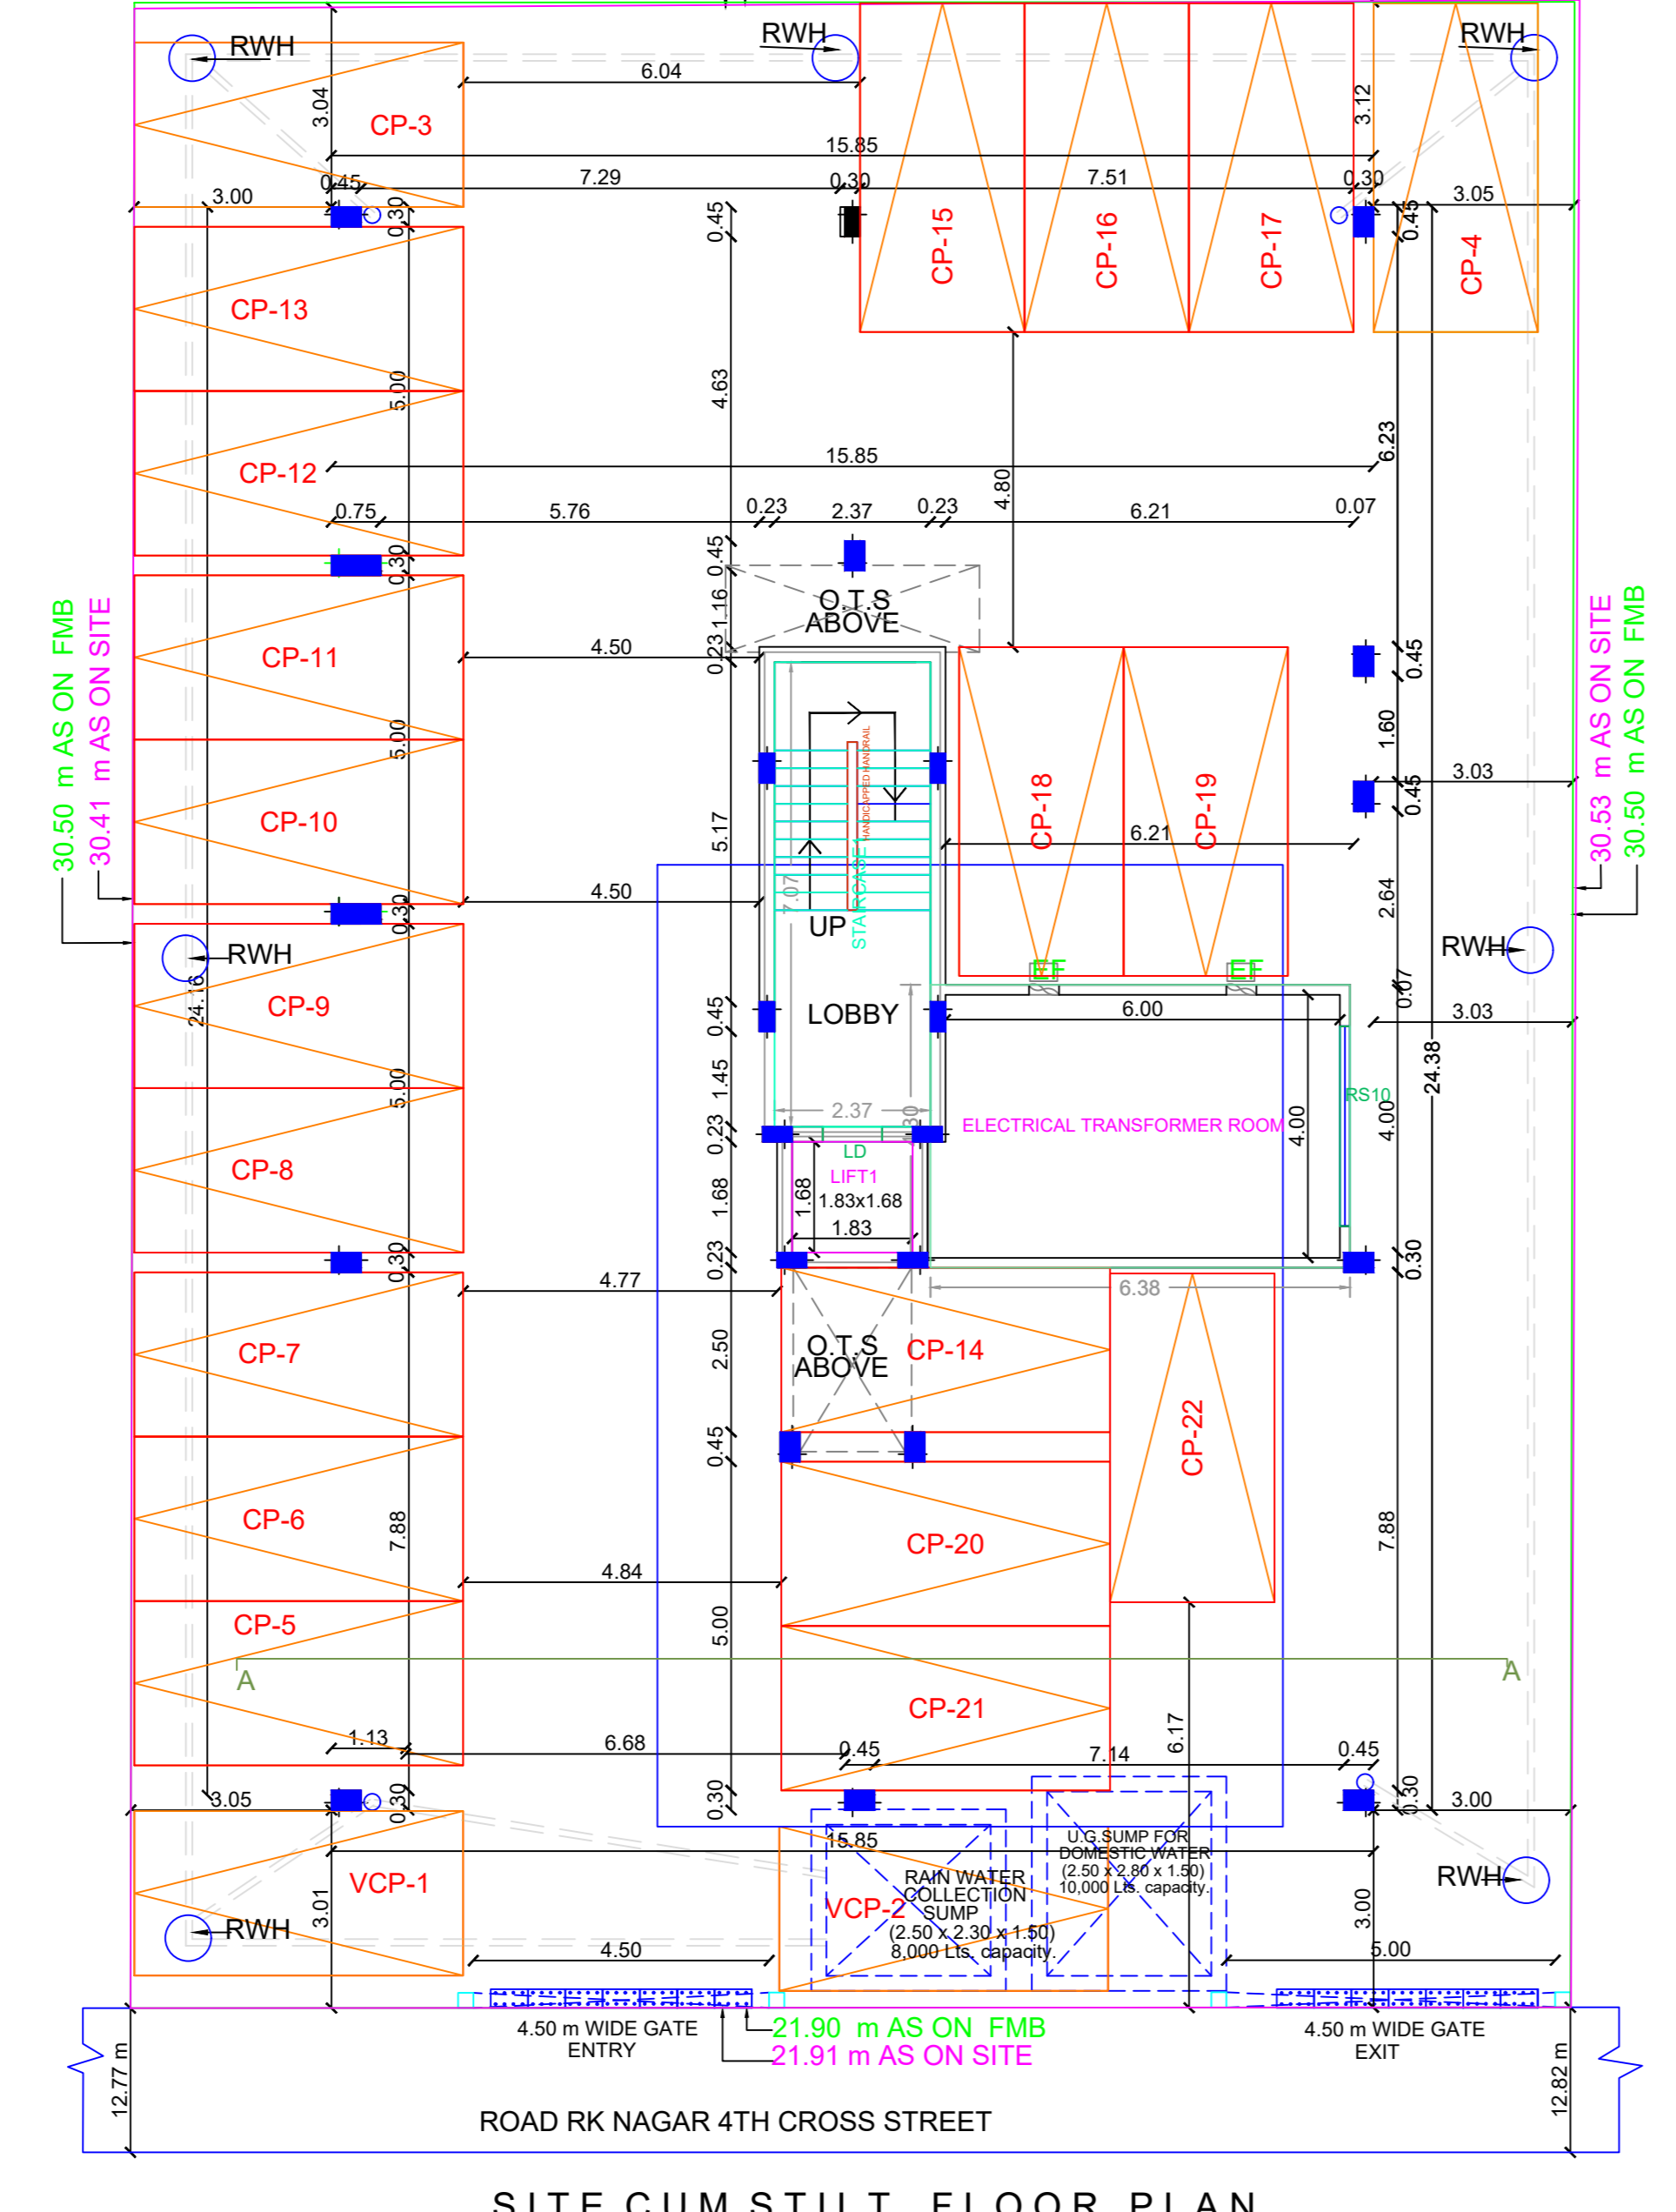 RWH
RWH
RWH
6.04
3.04
CP-3
3.12
15.85
0.45
7.29
0.30
7.51
0.30
3.00
3.05
0.30
0.45
0.45
CP-15
CP-16
CP-17
CP-4
CP-13
5.00
4.63
6.23
CP-12
15.85
4.80
0.75
5.76
0.23
2.37
0.23
6.21
0.07
0.30
0.45
1.16
O.T.S
ABOVE
30.50 m AS ON FMB
30.41 m AS ON SITE
30.53 m AS ON SITE
30.50 m AS ON FMB
CP-11
4.50
0.23
0.45
5.00
1.60
HANDICAPPED HANDRAIL
CP-18
CP-19
3.03
0.45
CP-10
5.17
6.21
STAIRCASE
7.07
2.64
4.50
0.30
UP
RWH
RWH
EF
EF
24.16
CP-9
0.45
LOBBY
6.00
0.07
3.03
24.38
5.00
1.45
2.37
RS10
4.00
4.00
ELECTRICAL TRANSFORMER ROOM
0.23
LD
CP-8
LIFT1
1.68
1.68
1.83x1.68
1.83
0.23
0.30
0.30
4.77
6.38
CP-7
2.50
O.T.S
ABOVE
CP-14
0.45
CP-22
CP-6
7.88
CP-20
7.88
4.84
CP-5
5.00
A
A
CP-21
6.17
1.13
6.68
0.45
7.14
0.45
3.05
0.30
0.30
0.30
3.00
15.85
U.G.SUMP FOR
DOMESTIC WATER
(2.50 x 2.80 x 1.50)
10,000 Lts. capacity.
VCP-1
RAIN WATER
COLLECTION
SUMP
(2.50 x 2.30 x 1.50)
8,000 Lts. capacity.
VCP-2
RWH
3.01
3.00
RWH
4.50
5.00
4.50 m WIDE GATE
ENTRY
21.90 m AS ON FMB
21.91 m AS ON SITE
4.50 m WIDE GATE
EXIT
12.77 m
12.82 m
ROAD RK NAGAR 4TH CROSS STREET
SITE CUM STILT FLOOR PLAN